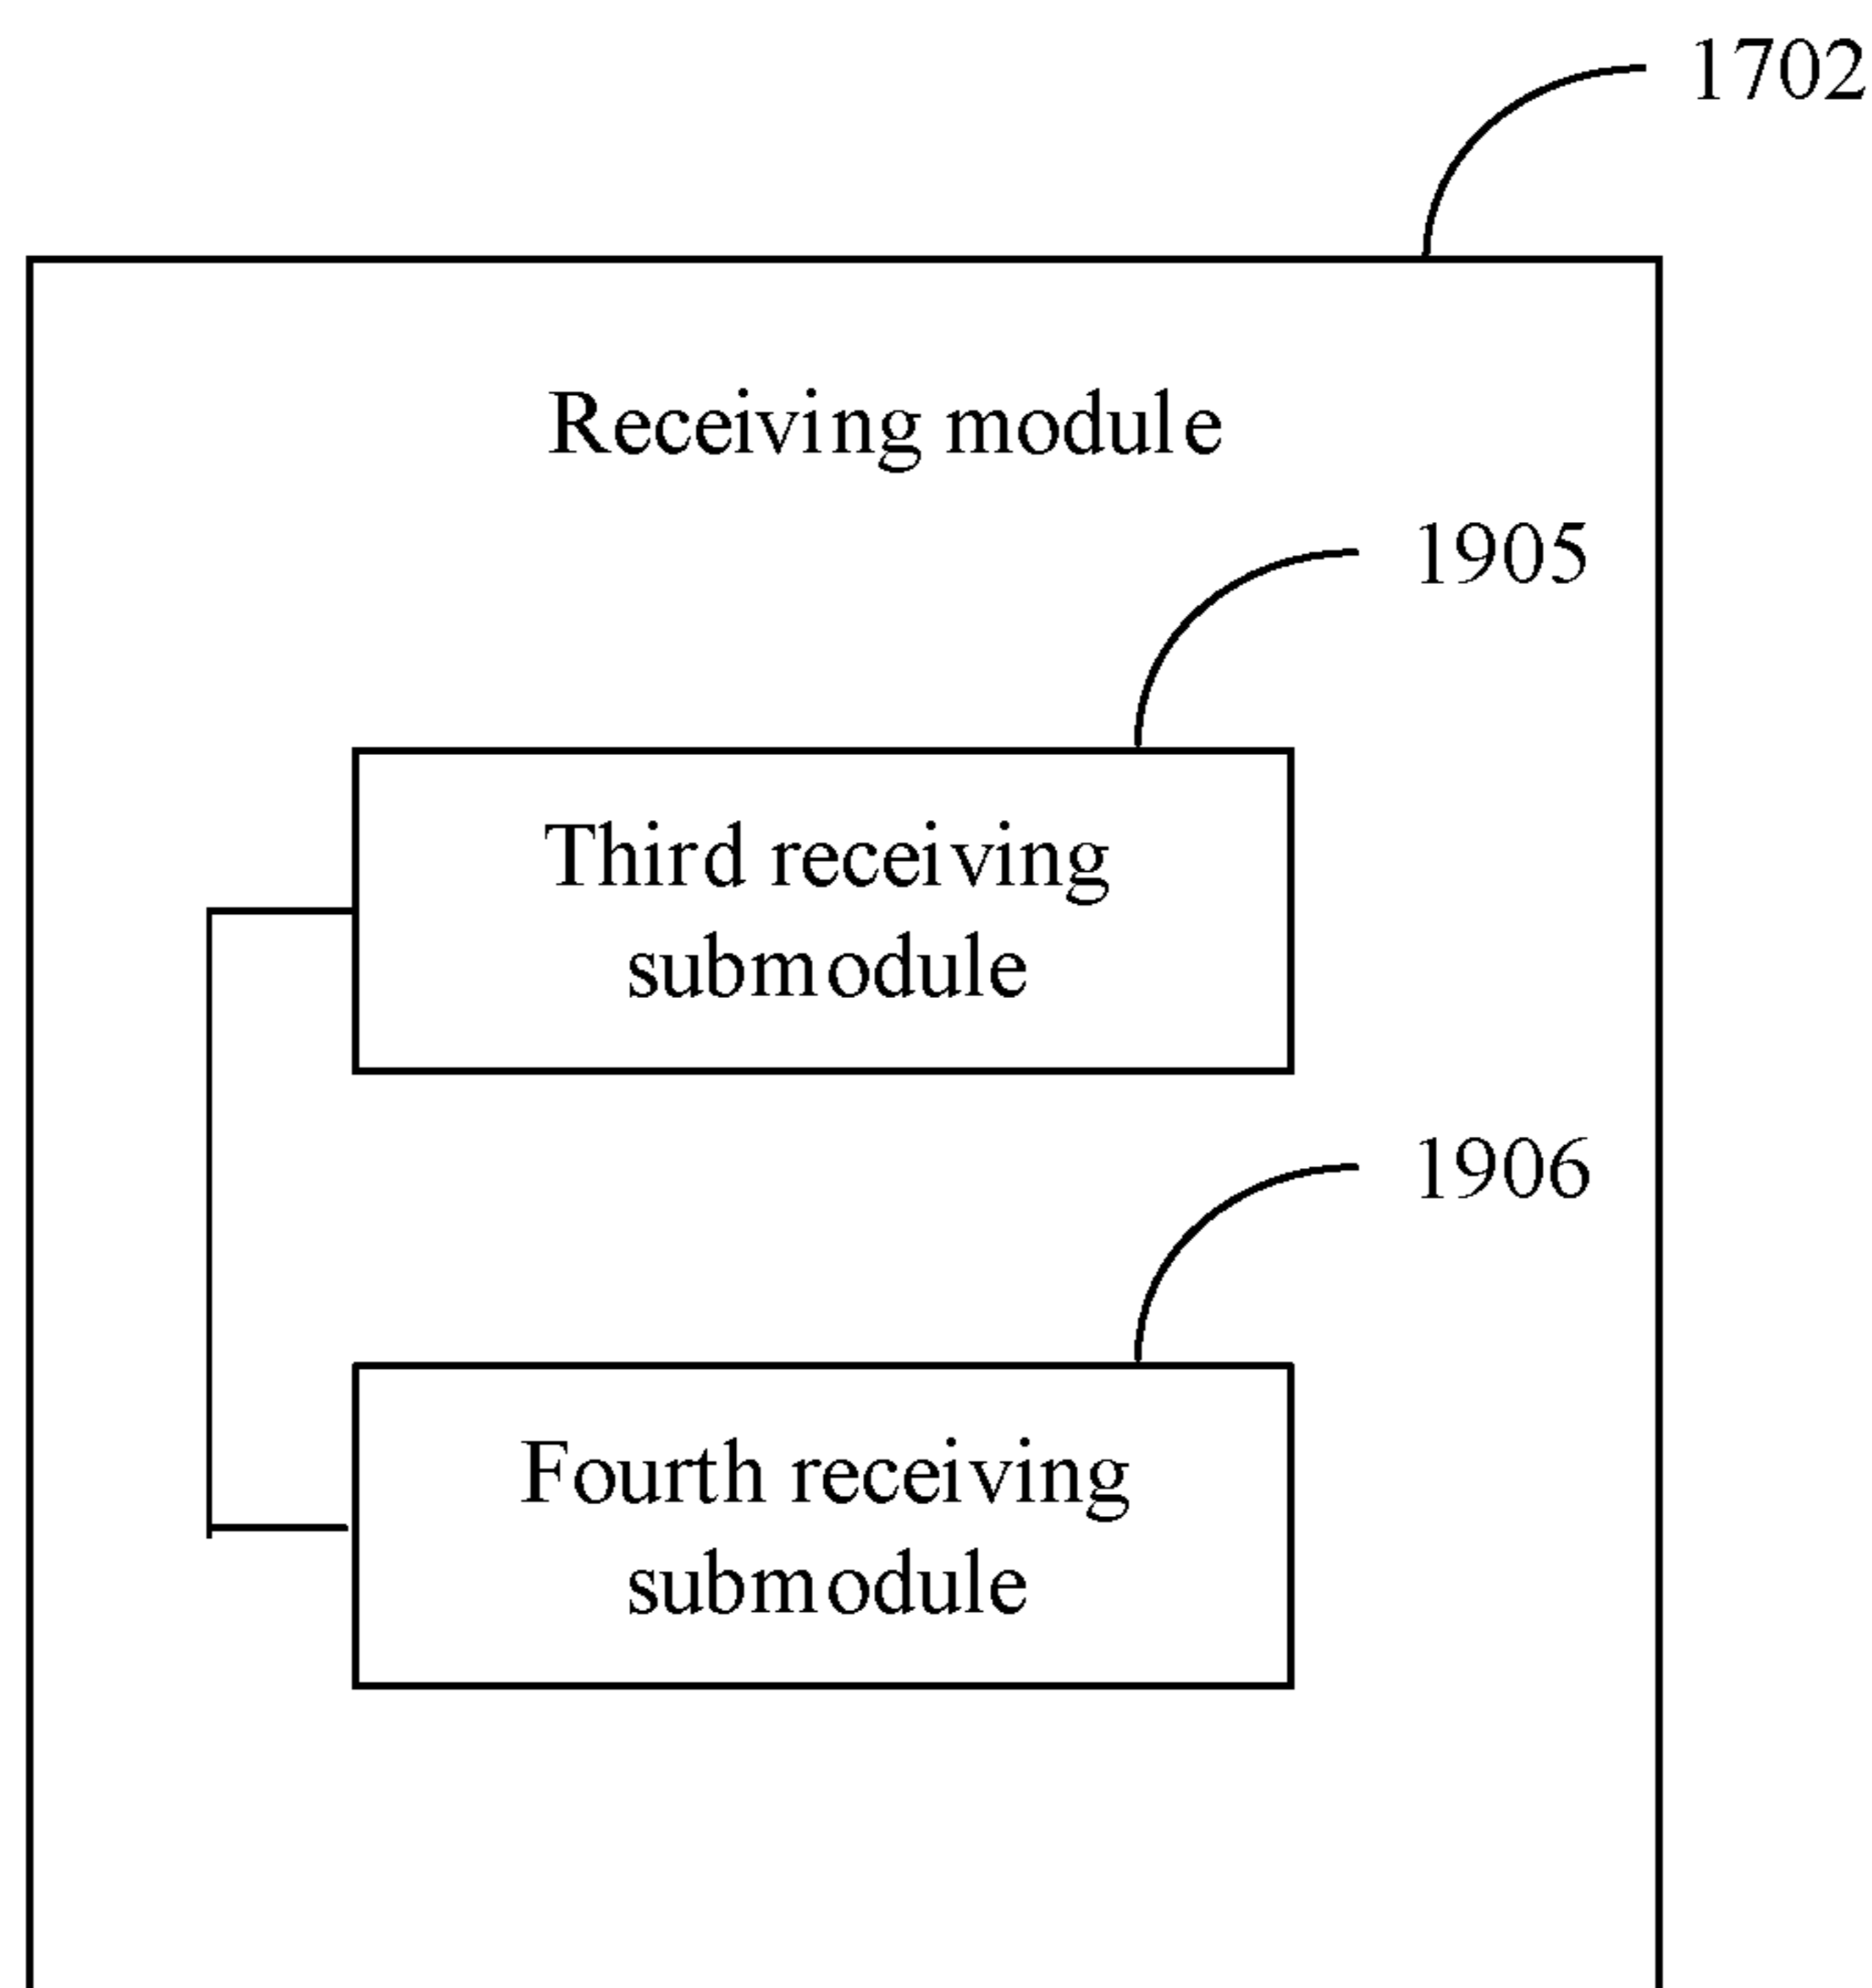 1702
Receiving module
1905
Third receiving
submodule
1906
Fourth receiving
submodule